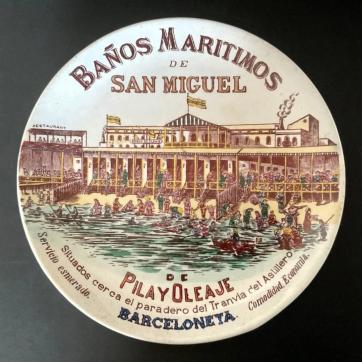 BAÑOS MARITIMOS
DE
SAN MIGUEL
RESTAURANT
DE
PILA Y OLEAJE
Situados cerca el paradero del Tranvia del Astillero
Servicio esmerado.
Comodidad, Economía.
BARCELONETA